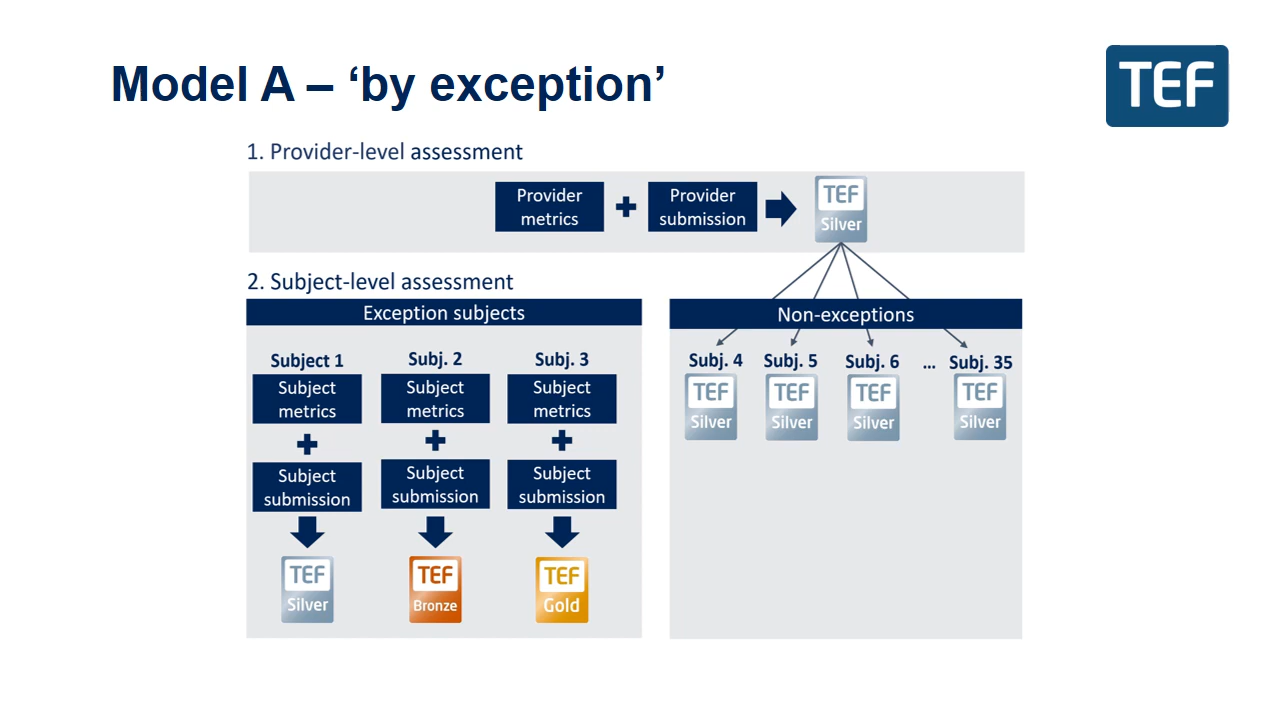 Model A – ‘by exception’
TEF
1. Provider-level assessment
Provider
metrics
+
Provider
submission
TEF
Silver
2. Subject-level assessment
Exception subjects
Subject 1
Subject
metrics
+
Subject
submission
TEF
Silver
Subj. 2
Subject
metrics
+
Subject
submission
TEF
Bronze
Subj. 3
Subject
metrics
+
Subject
submission
TEF
Gold
Non-exceptions
Subj. 4
TEF
Silver
Subj. 5
TEF
Silver
Subj. 6
TEF
Silver
...
Subj. 35
TEF
Silver